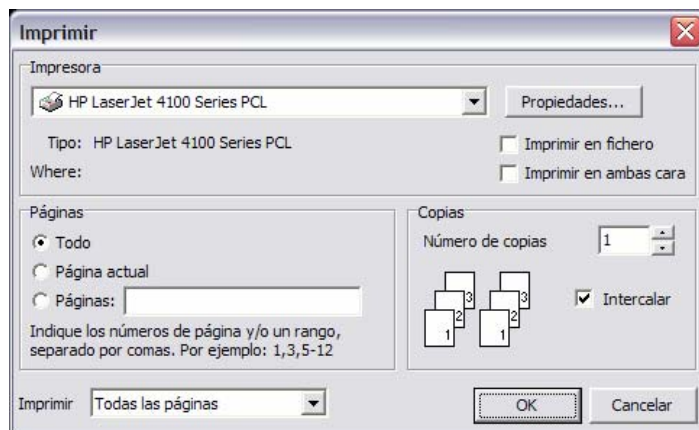 Imprimir
Impresora
HP LaserJet 4100 Series PCL
Propiedades...
Tipo: HP LaserJet 4100 Series PCL
Imprimir en fichero
Where:
Imprimir en ambas cara
Páginas
Todo
Página actual
Páginas:
Indique los números de página y/o un rango,
separado por comas. Por ejemplo: 1,3,5-12
Copias
Número de copias 1
3 3
2 2
1 1
Intercalar
Imprimir Todas las páginas
OK
Cancelar